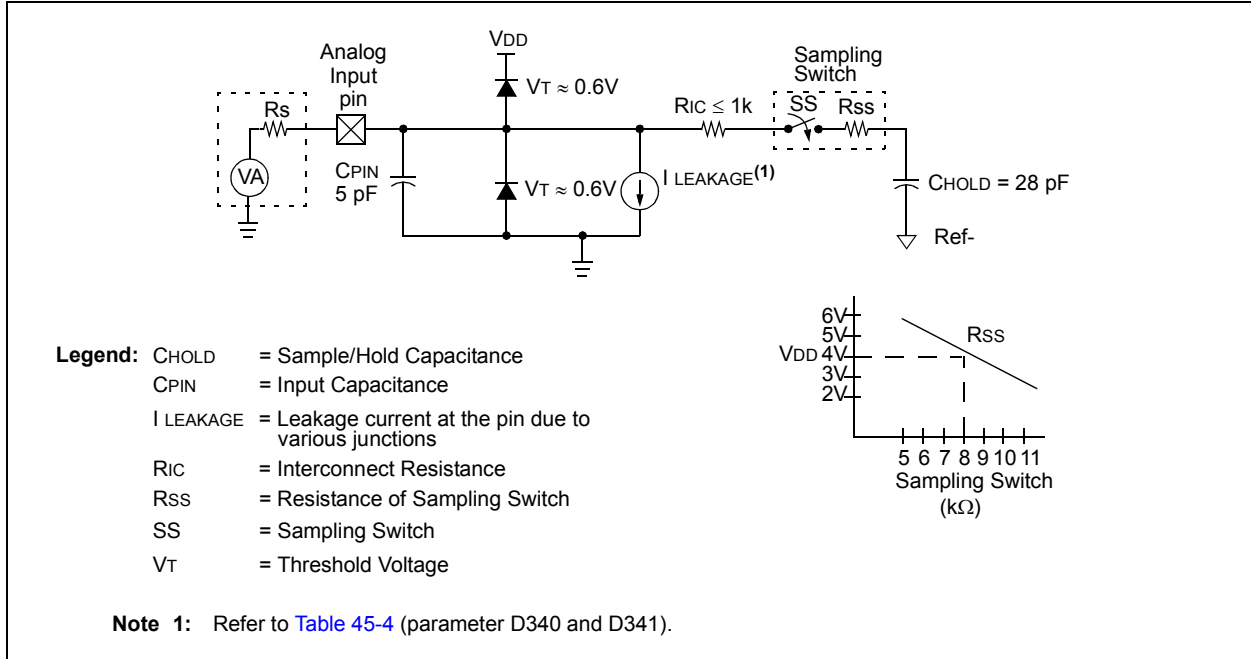 VDD
Analog
Input
pin
Sampling
Switch
VT ≈ 0.6V
Rs
RIC ≤ 1k
SS
Rss
VA
CPIN
5 pF
VT ≈ 0.6V
I LEAKAGE(1)
CHOLD = 28 pF
Ref-
6V
5V
VDD 4V
3V
2V
RSS
5 6 7 8 9 10 11
Sampling Switch
(kΩ)
Legend: CHOLD = Sample/Hold Capacitance
CPIN = Input Capacitance
I LEAKAGE = Leakage current at the pin due to
various junctions
RIC = Interconnect Resistance
RSS = Resistance of Sampling Switch
SS = Sampling Switch
VT = Threshold Voltage
Note 1: Refer to Table 45-4 (parameter D340 and D341).